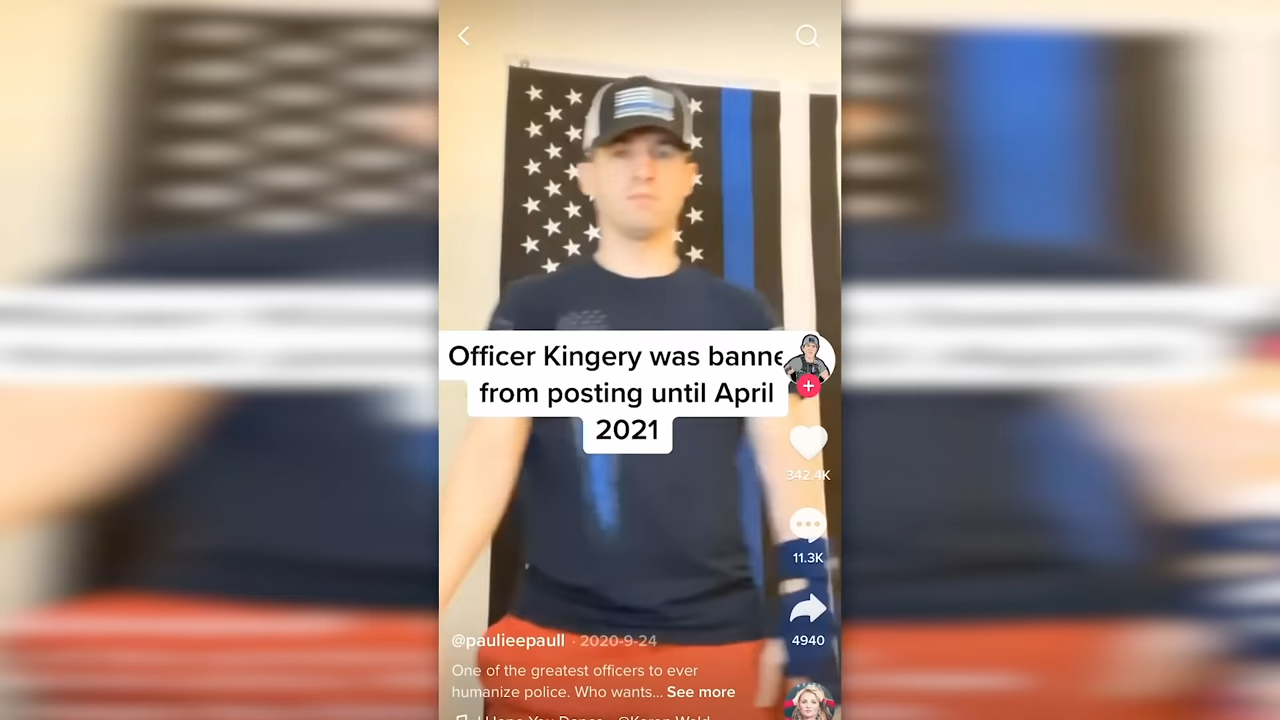 Officer Kingery was banne
from posting until April
2021
342.4K
11.3K
4940
@paulieepaull · 2020-9-24
One of the greatest officers to ever
humanize police. Who wants... See more